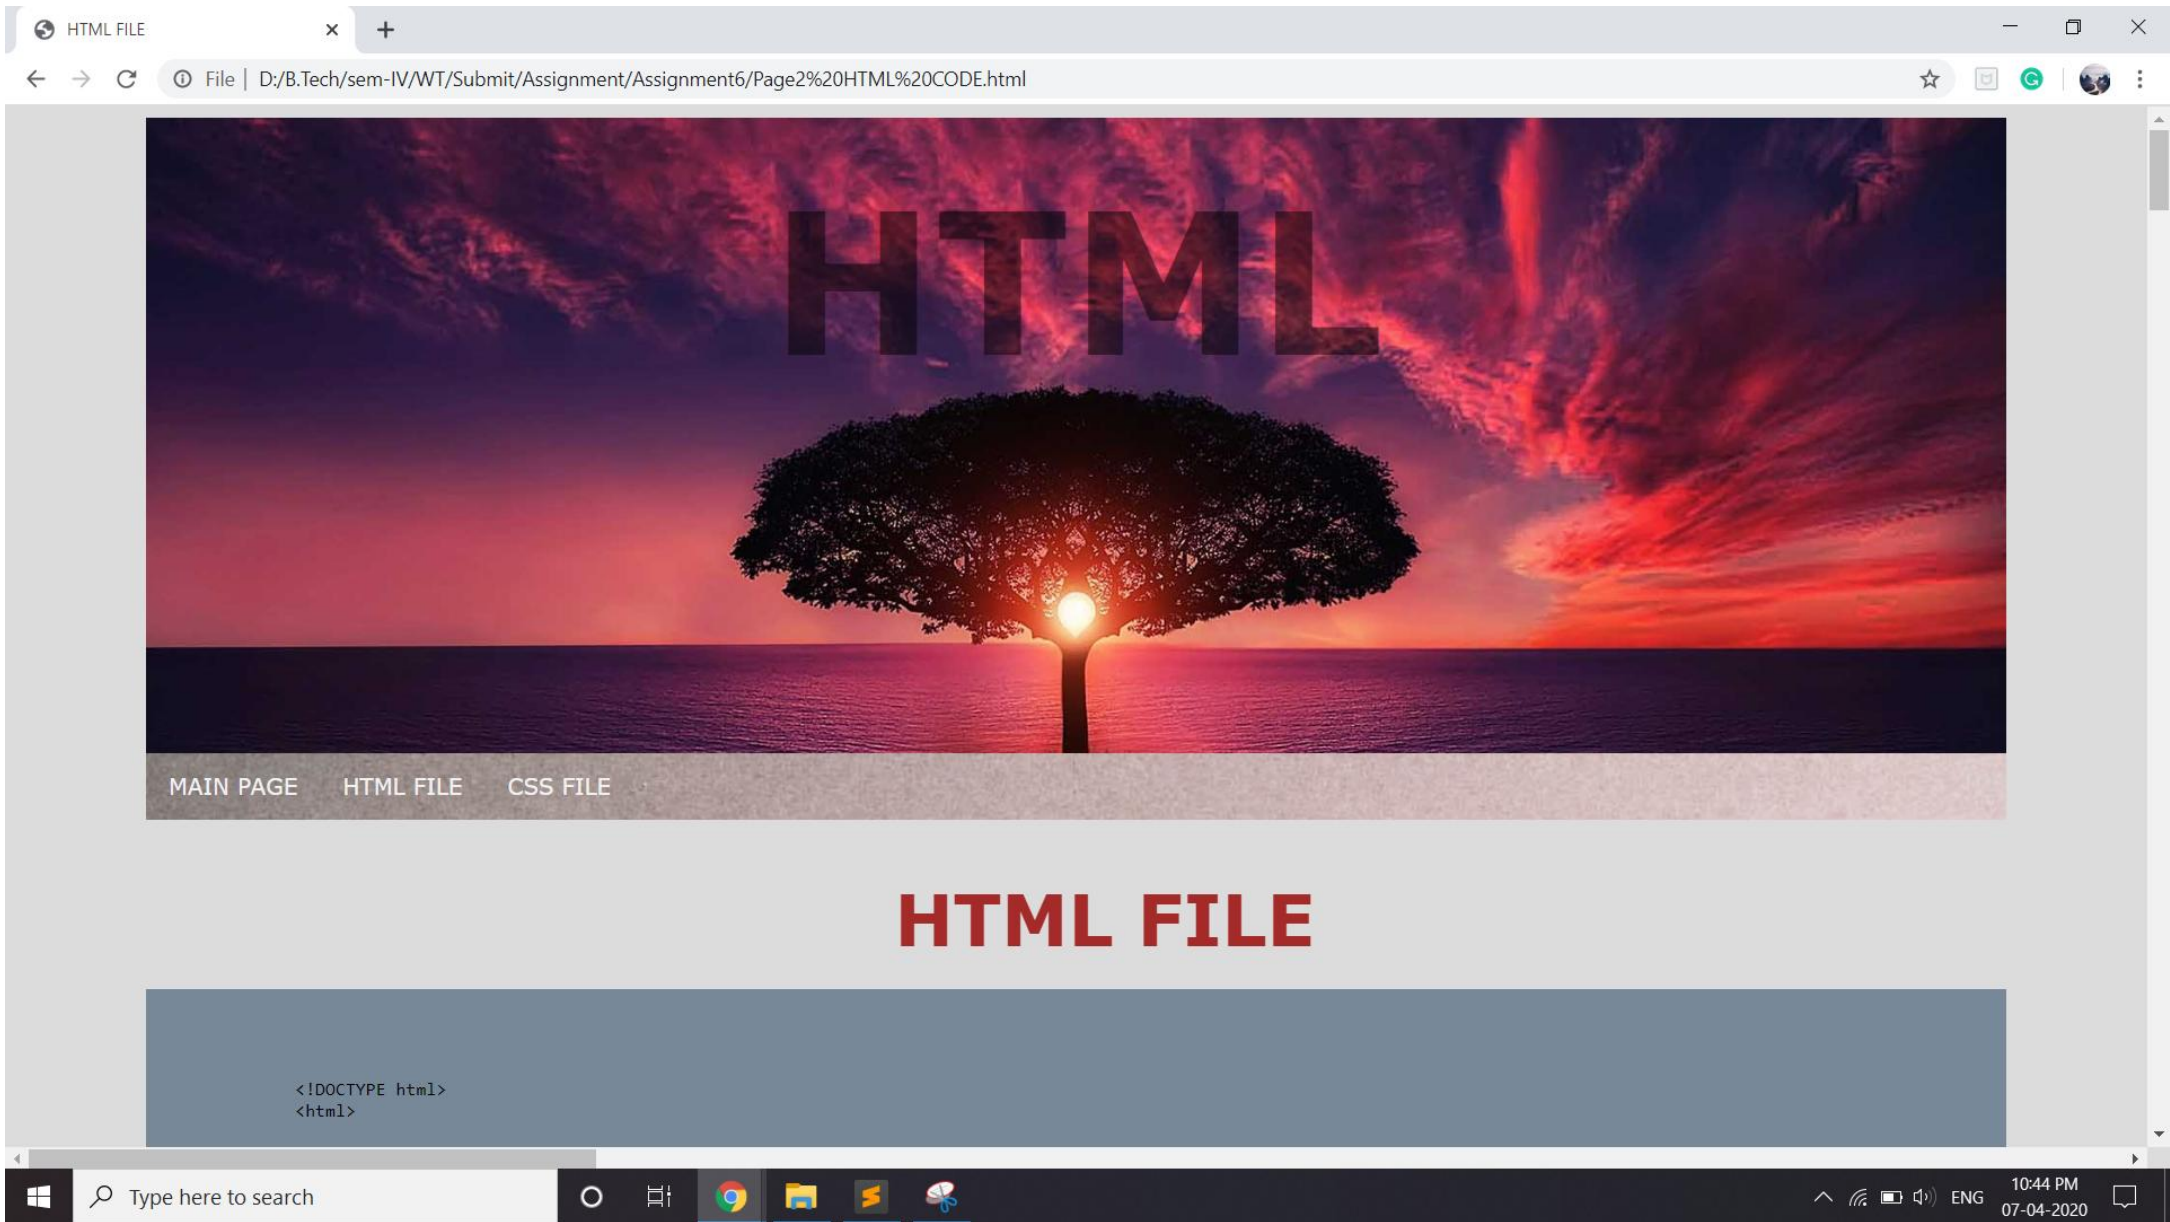 HTML FILE
File | D:/B.Tech/sem-IV/WT/Submit/Assignment/Assignment6/Page2%20HTML%20CODE.html
HTML
MAIN PAGE HTML FILE CSS FILE
HTML FILE
<!DOCTYPE html>
<html>
Type here to search
ENG
10:44 PM
07-04-2020